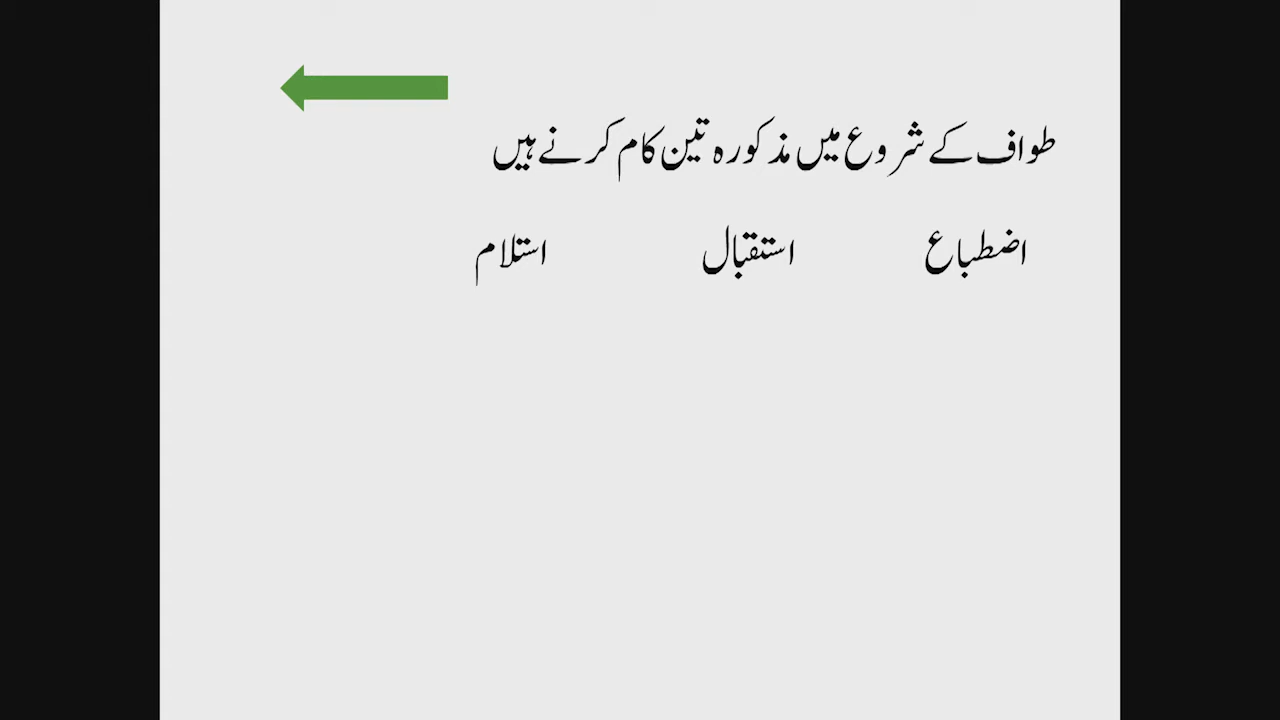 طواف کے شروع میں مذکورہ تین کام کرنے ہیں
اضطباع استقبال استلام